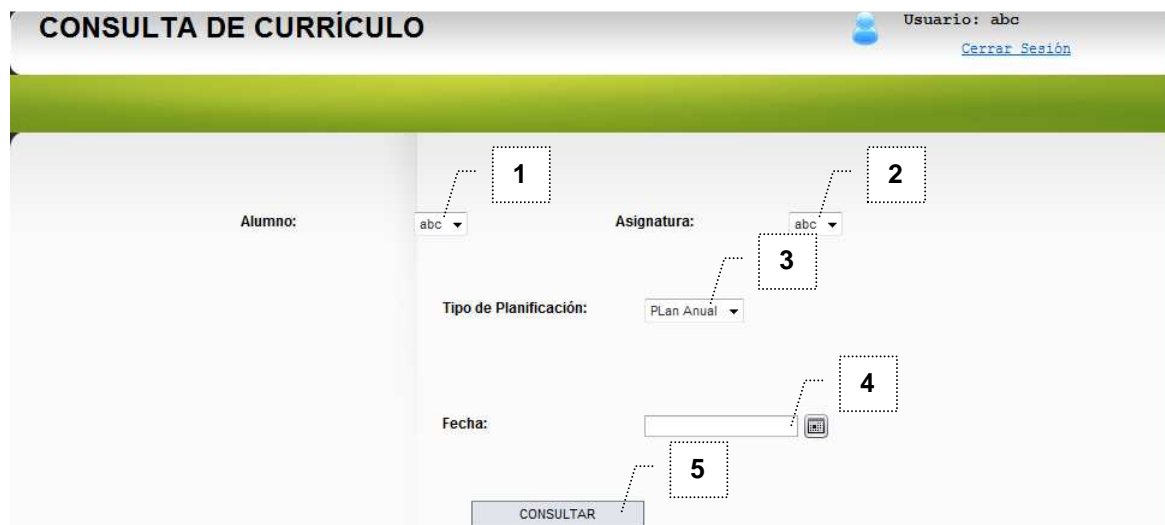 CONSULTA DE CURRÍCULO
Usuario: abc
Cerrar Sesión
1
2
Alumno: abc Asignatura: abc
3
Tipo de Planificación: PLan Anual
4
Fecha:
5
CONSULTAR